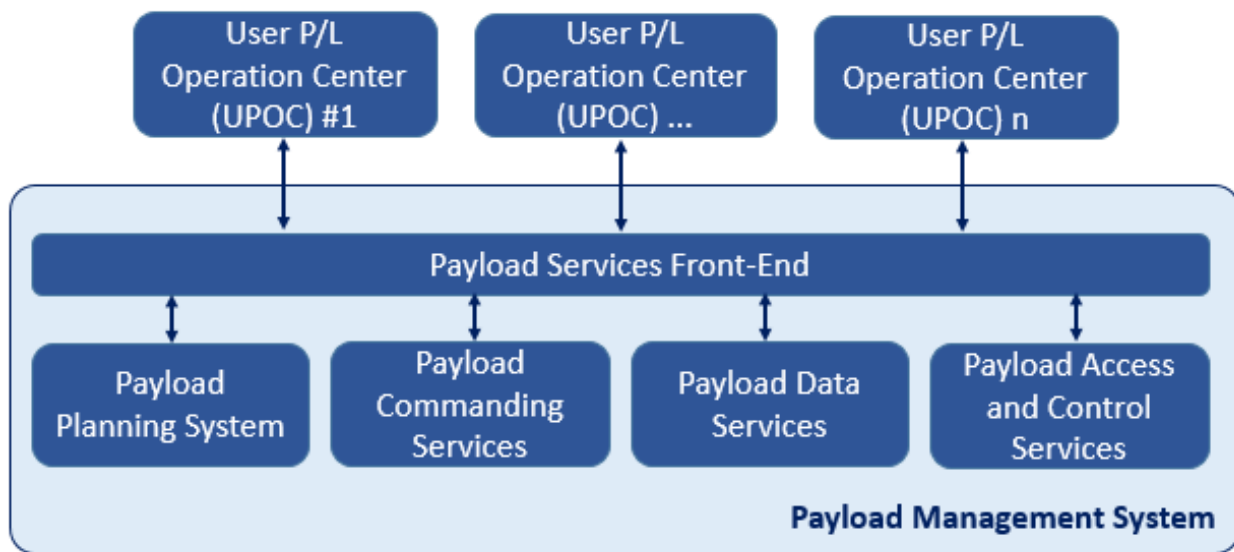 User P/L
Operation Center
(UPOC) #1
User P/L
Operation Center
(UPOC) ...
User P/L
Operation Center
(UPOC) n
Payload Services Front-End
Payload
Planning System
Payload
Commanding
Services
Payload Data
Services
Payload Access
and Control
Services
Payload Management System